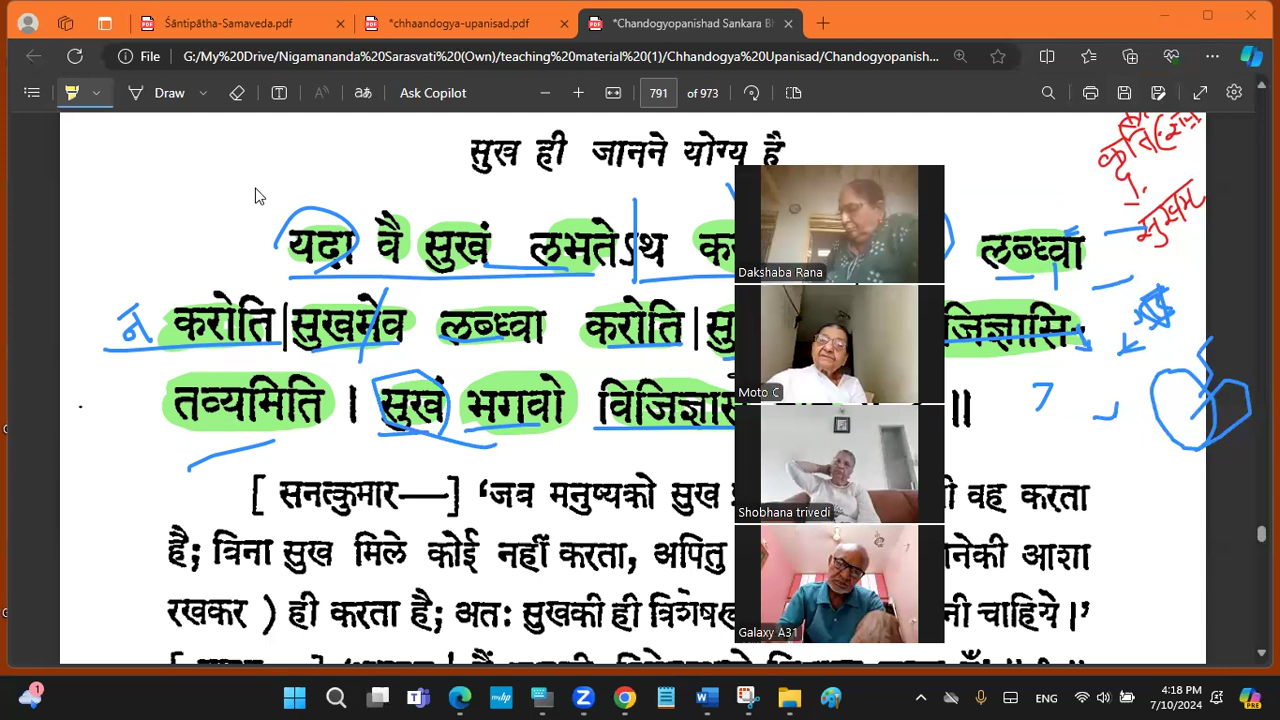 Śāntipātha-Samaveda.pdf
*chhaandogya-upanisad.pdf
*Chandogyopanishad Sankara Bh
File
G:/My%20Drive/Nigamananda%20Sarasvati%20(Own)/teaching%20material%20(1)/Chhandogya%20Upanisad/Chandogyopanish...
Draw
Ask Copilot
791 of 973
सुख ही जानने योग्य है
यदा वै सुखं लभतेऽथ क लब्ध्वा
न करोति|सुखमेव लब्ध्वा करोति|सु जिज्ञासि
तव्यमिति । सुखं भगवो विजिज्ञास ॥
[ सनत्कुमार—] ‘जब मनुष्यको सुख वह करता
है; बिना सुख मिले कोई नहीं करता, अपितु आशा
रखकर ) ही करता है; अतः सुखकी ही चाहिये।’
सुखम
Dakshaba Rana
Moto C
Shobhana trivedi
Galaxy A31
1
ENG
4:18 PM
7/10/2024